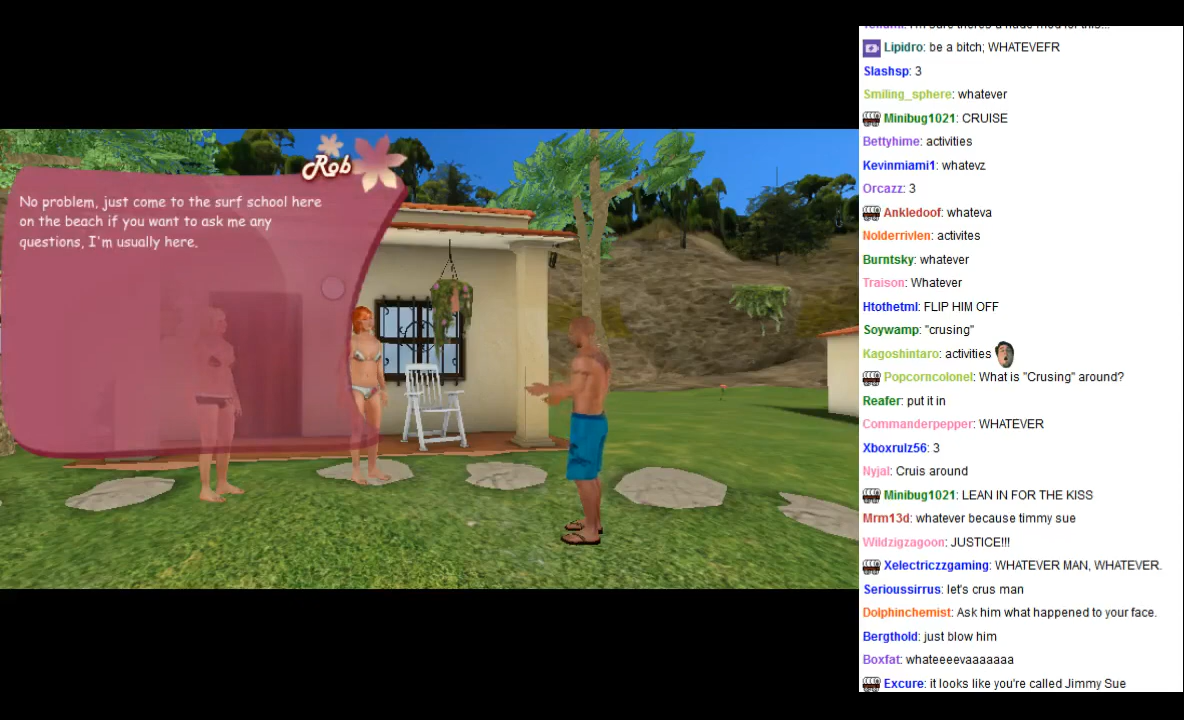 Rob
No problem, just come to the surf school here
on the beach if you want to ask me any
questions, I'm usually here.
Lipidro: be a bitch; WHATEVEFR
Slashsp: 3
Smiling_sphere: whatever
Minibug1021: CRUISE
Bettyhime: activities
Kevinmiami1: whatevz
Orcazz: 3
Ankledoof: whateva
Nolderrivlen: activites
Burntsky: whatever
Traison: Whatever
Htothetml: FLIP HIM OFF
Soywamp: "crusing"
Kagoshintaro: activities
Popcorncolonel: What is "Crusing" around?
Reafer: put it in
Commanderpepper: WHATEVER
Xboxrulz56: 3
Nyjal: Cruis around
Minibug1021: LEAN IN FOR THE KISS
Mrm13d: whatever because timmy sue
Wildzigzagoon: JUSTICE!!!
Xelectriczzgaming: WHATEVER MAN, WHATEVER.
Serioussirrus: let's crus man
Dolphinchemist: Ask him what happened to your face.
Bergthold: just blow him
Boxfat: whateeeevaaaaaaa
Excure: it looks like you're called Jimmy Sue